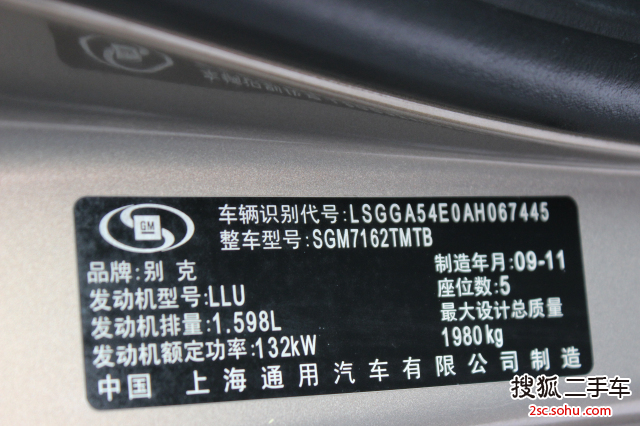 GM
车辆识别代号:LSGGA54E0AH067445
整车型号:SGM7162TMTB
品牌:别克
制造年月:09-11
发动机型号:LLU
座位数:5
发动机排量:1.598L
最大设计总质量
1980kg
发动机额定功率:132kW
中国 上海通用汽车有限公司制造
搜狐二手车
2sc.sohu.com